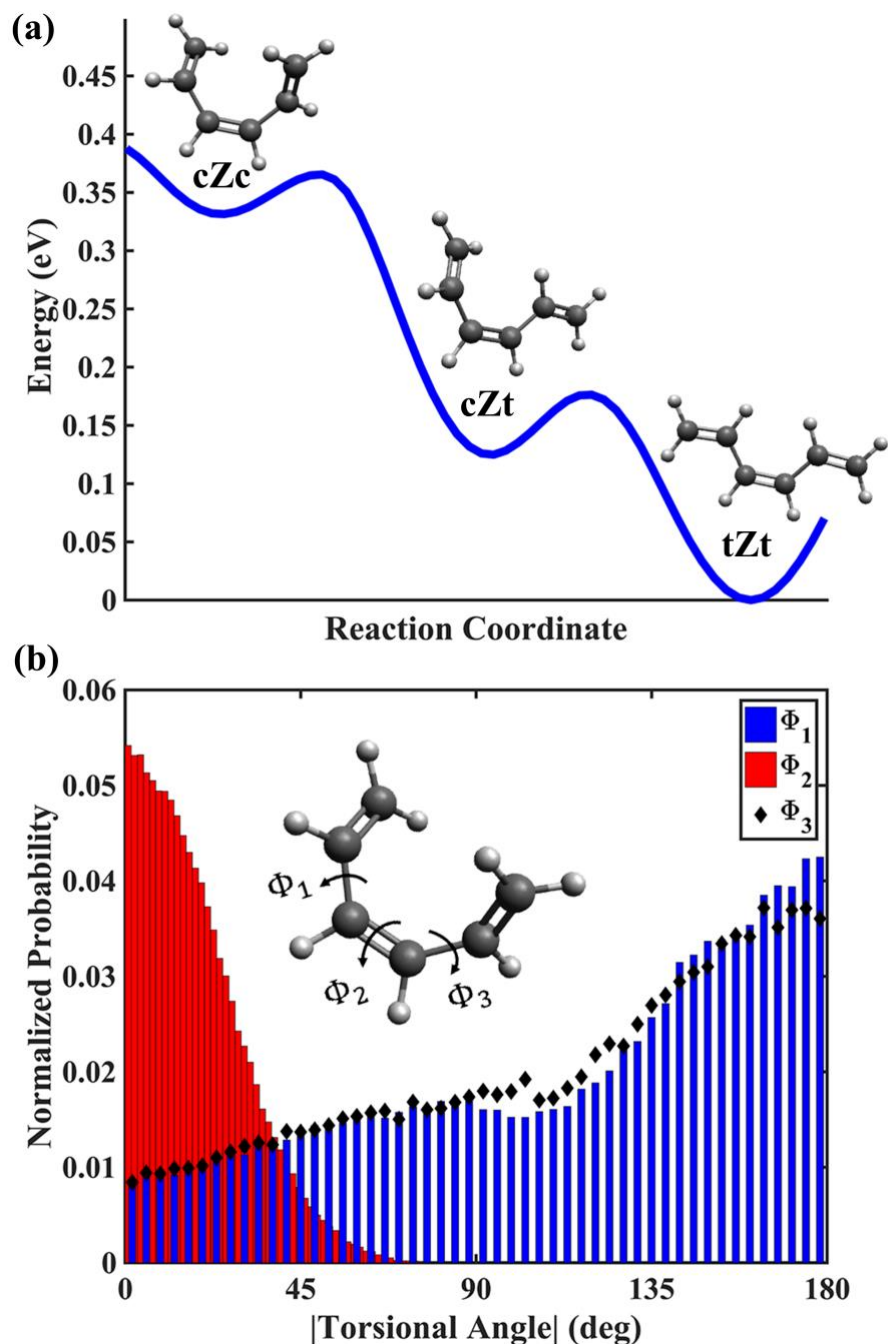 (a)
Energy (eV)
0.45
0.4
0.35
0.3
0.25
0.2
0.15
0.1
0.05
0
cZc
cZt
tZt
Reaction Coordinate
(b)
Normalized Probability
0.06
0.05
0.04
0.03
0.02
0.01
0
Φ1
Φ2
Φ3
Φ1
Φ2
Φ3
0 45 90 135 180
|Torsional Angle| (deg)